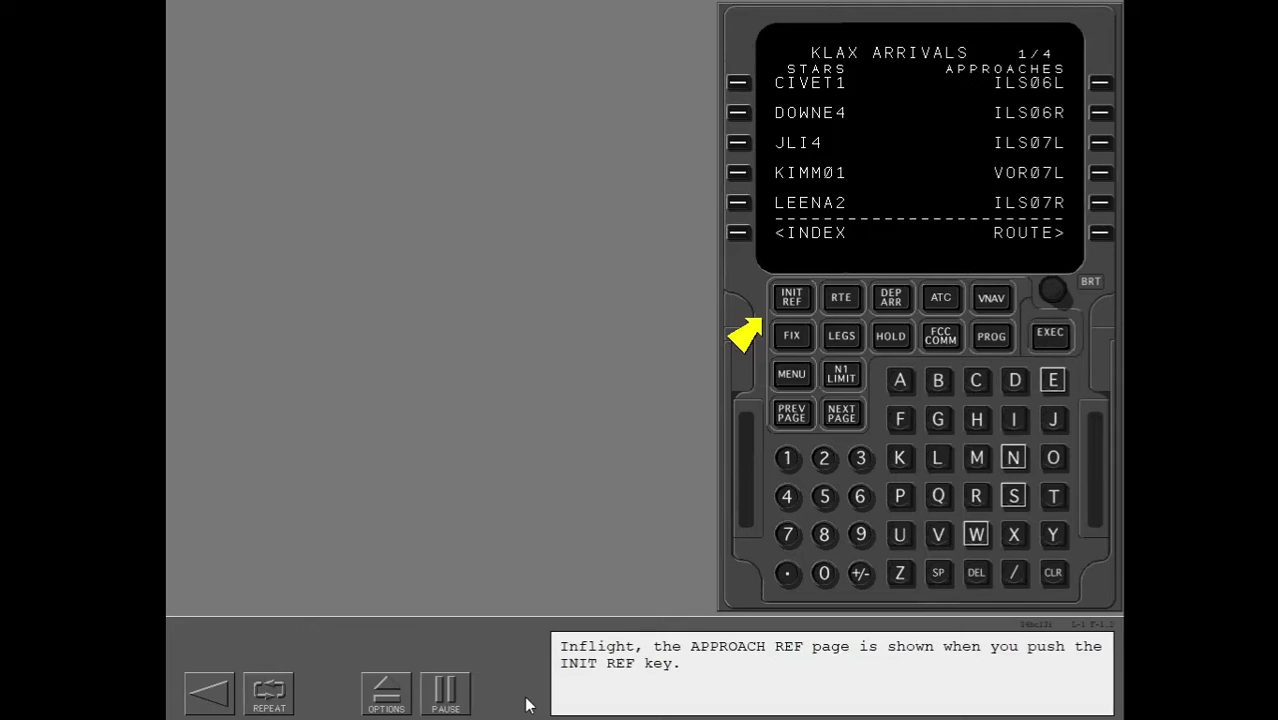 KLAX ARRIVALS 1/4
STARS APPROACHES
CIVET1 ILS06L
DOWNE4 ILS06R
JLI4 ILS07L
KIMM01 VOR07L
LEENA2 ILS07R
<INDEX ROUTE>
BRT
INIT REF RTE DEP ARR ATC VNAV
FIX LEGS HOLD FCC COMM PROG EXEC
MENU N1 LIMIT
PREV PAGE NEXT PAGE
A B C D E
F G H I J
1 2 3 K L M N O
4 5 6 P Q R S T
7 8 9 U V W X Y
. 0 +/- Z SP DEL / CLR
Inflight, the APPROACH REF page is shown when you push the
INIT REF key.
REPEAT OPTIONS PAUSE